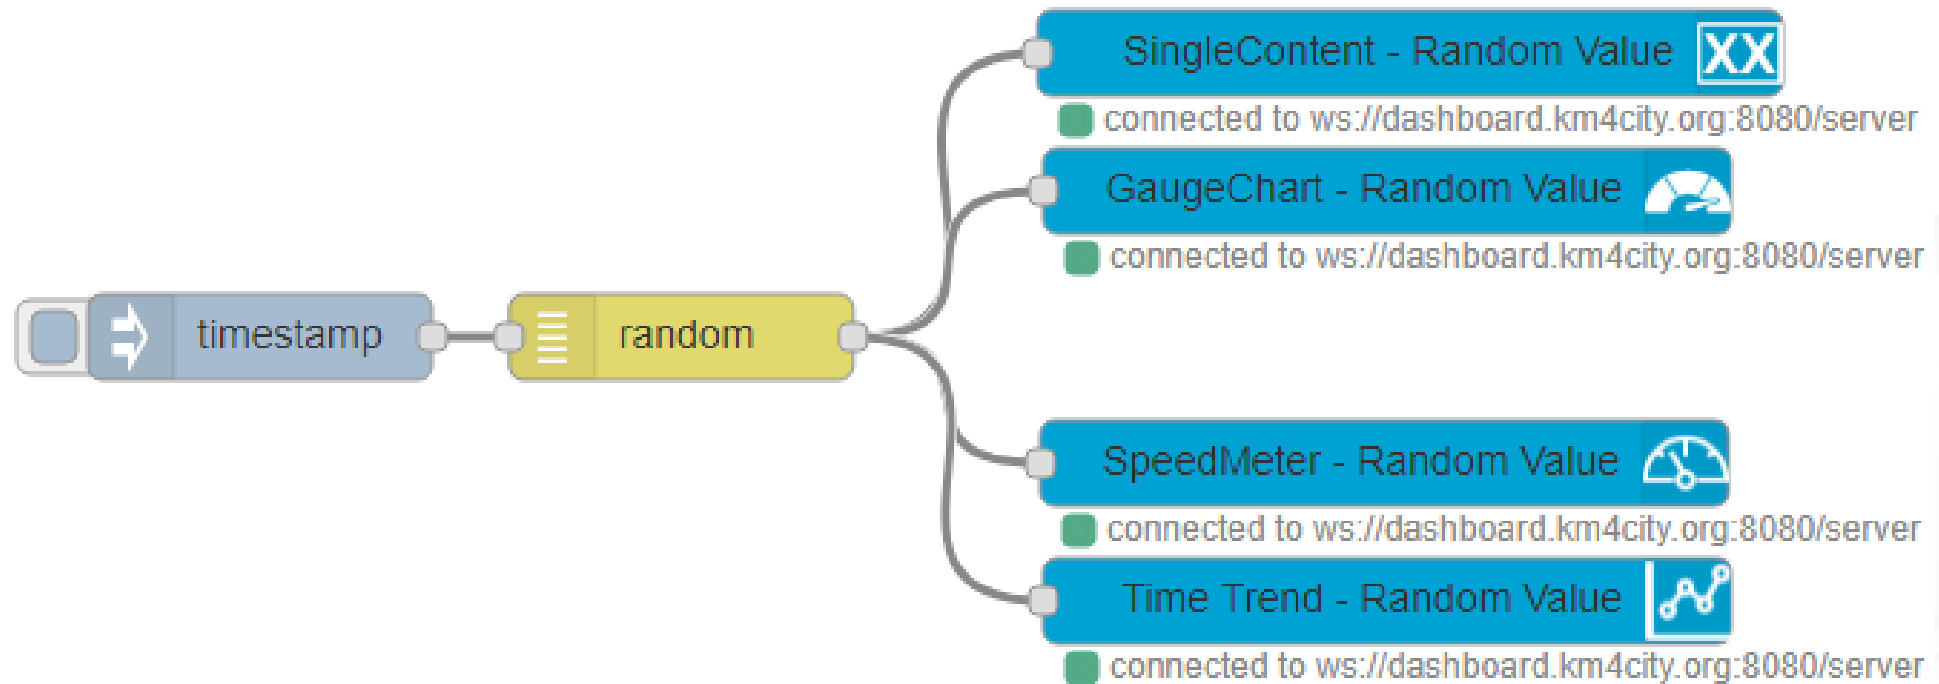 SingleContent - Random Value XX
connected to ws://dashboard.km4city.org:8080/server
GaugeChart - Random Value
connected to ws://dashboard.km4city.org:8080/server
timestamp
random
SpeedMeter - Random Value
connected to ws://dashboard.km4city.org:8080/server
Time Trend - Random Value
connected to ws://dashboard.km4city.org:8080/server